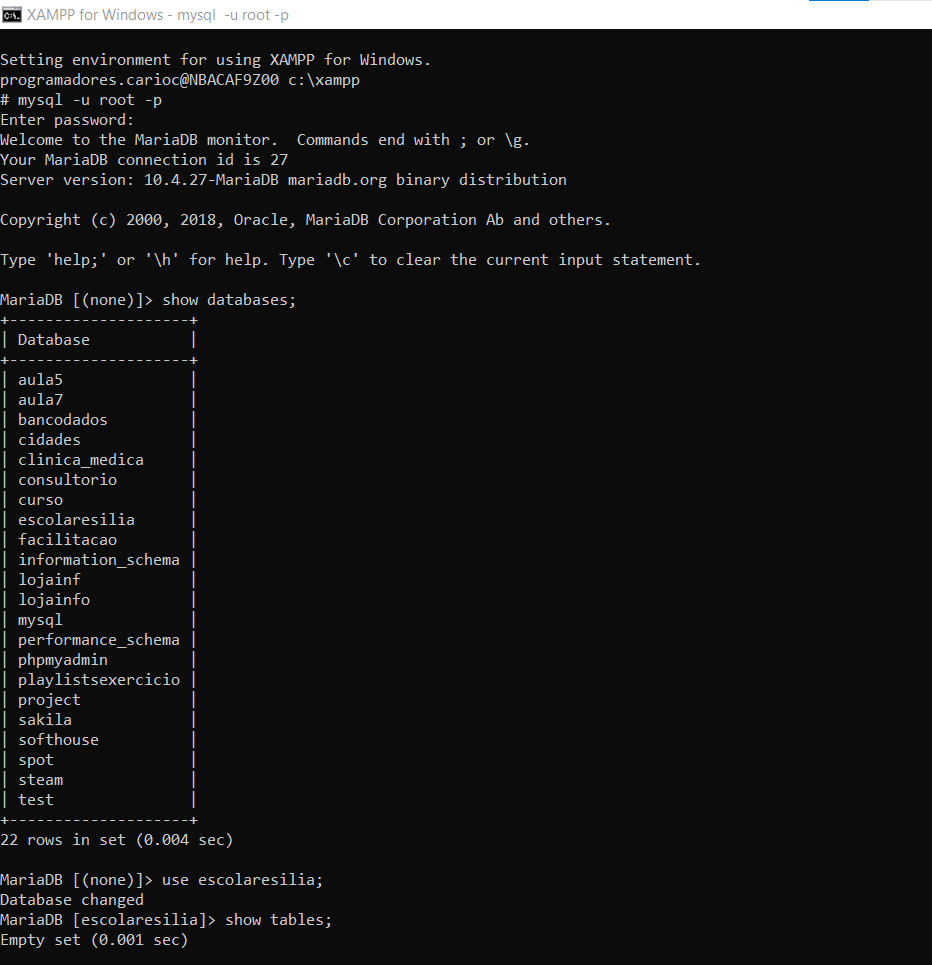 XAMPP for Windows - mysql  -u root -p
Setting environment for using XAMPP for Windows.
programadores.carioc@NBACAF9Z00 c:\xampp
# mysql -u root -p
Enter password:
Welcome to the MariaDB monitor.  Commands end with ; or \g.
Your MariaDB connection id is 27
Server version: 10.4.27-MariaDB mariadb.org binary distribution
Copyright (c) 2000, 2018, Oracle, MariaDB Corporation Ab and others.
Type 'help;' or '\h' for help. Type '\c' to clear the current input statement.
MariaDB [(none)]> show databases;
+--------------------+
| Database           |
+--------------------+
| aula5              |
| aula7              |
| bancodados         |
| cidades            |
| clinica_medica     |
| consultorio        |
| curso              |
| escolaresilia      |
| facilitacao        |
| information_schema |
| lojainf            |
| lojainfo           |
| mysql              |
| performance_schema |
| phpmyadmin         |
| playlistsexercicio |
| project            |
| sakila             |
| softhouse          |
| spot               |
| steam              |
| test               |
+--------------------+
22 rows in set (0.004 sec)
MariaDB [(none)]> use escolaresilia;
Database changed
MariaDB [escolaresilia]> show tables;
Empty set (0.001 sec)